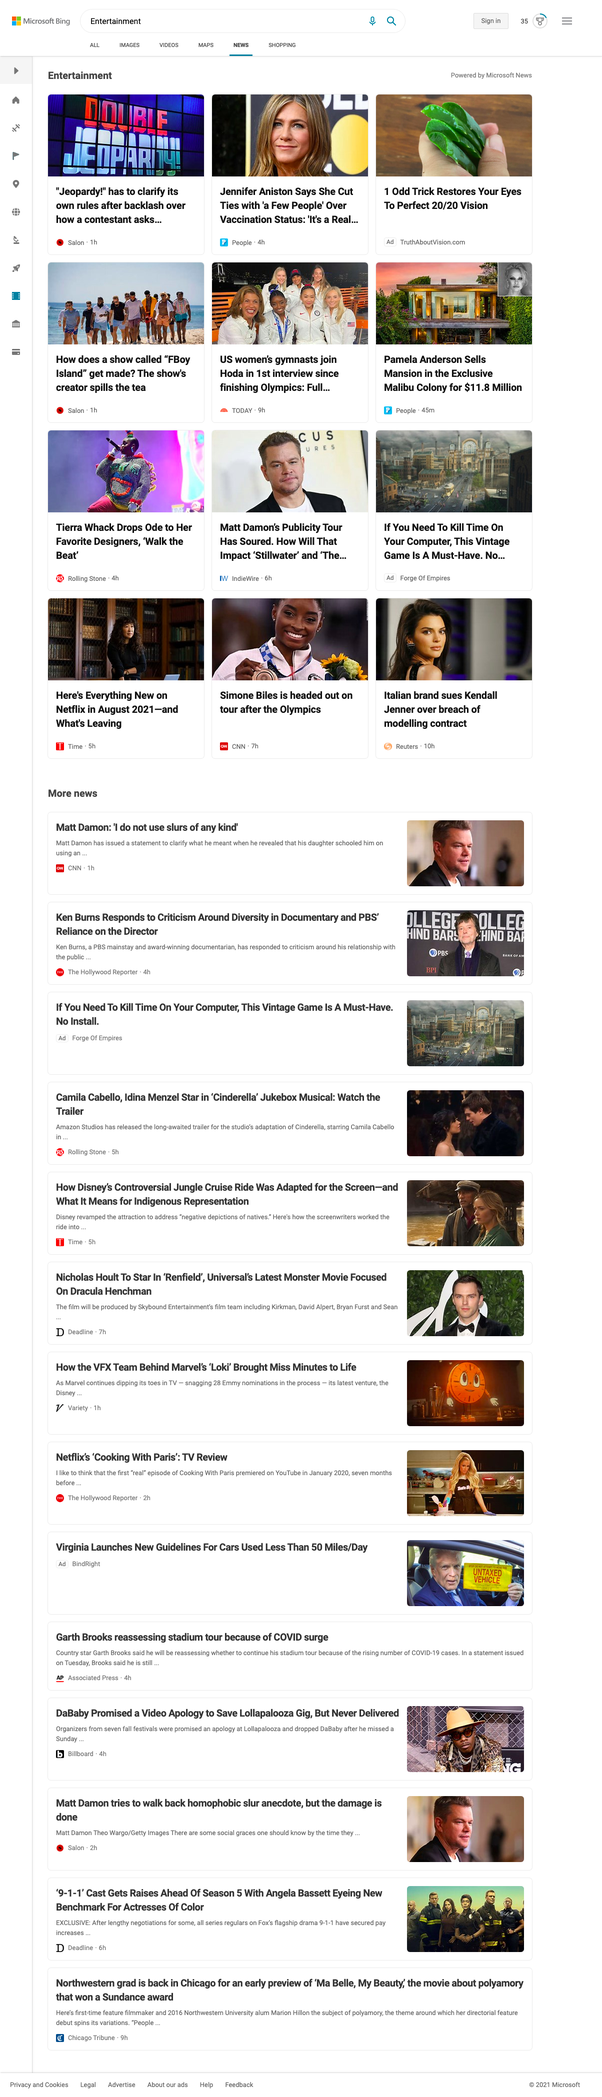 Microsoft Bing
Entertainment
Sign in
35
ALL IMAGES VIDEOS MAPS NEWS SHOPPING
Entertainment
Powered by Microsoft News
DOUBLE
JEOPARDY!
"Jeopardy!" has to clarify its
own rules after backlash over
how a contestant asks...
Salon · 1h
Jennifer Aniston Says She Cut
Ties with 'a Few People' Over
Vaccination Status: 'It's a Real...
People · 4h
1 Odd Trick Restores Your Eyes
To Perfect 20/20 Vision
Ad TruthAboutVision.com
How does a show called "FBoy
Island" get made? The show's
creator spills the tea
Salon · 1h
US women's gymnasts join
Hoda in 1st interview since
finishing Olympics: Full...
TODAY · 9h
Pamela Anderson Sells
Mansion in the Exclusive
Malibu Colony for $11.8 Million
People · 45m
Tierra Whack Drops Ode to Her
Favorite Designers, 'Walk the
Beat'
Rolling Stone · 4h
CUS
URES
Matt Damon's Publicity Tour
Has Soured. How Will That
Impact 'Stillwater' and 'The...
IndieWire · 6h
If You Need To Kill Time On
Your Computer, This Vintage
Game Is A Must-Have. No...
Ad Forge Of Empires
Here's Everything New on
Netflix in August 2021—and
What's Leaving
Time · 5h
Simone Biles is headed out on
tour after the Olympics
CNN · 7h
Italian brand sues Kendall
Jenner over breach of
modelling contract
Reuters · 10h
More news
Matt Damon: 'I do not use slurs of any kind'
Matt Damon has issued a statement to clarify what he meant when he revealed that his daughter schooled him on
using an ...
CNN · 1h
Ken Burns Responds to Criticism Around Diversity in Documentary and PBS'
Reliance on the Director
Ken Burns, a PBS mainstay and award-winning documentarian, has responded to criticism around his relationship with
the public ...
The Hollywood Reporter · 4h
OLLEGE COLLEG
BEHIND BARS EHIND BAR
PBS
If You Need To Kill Time On Your Computer, This Vintage Game Is A Must-Have.
No Install.
Ad Forge Of Empires
Camila Cabello, Idina Menzel Star in 'Cinderella' Jukebox Musical: Watch the
Trailer
Amazon Studios has released the long-awaited trailer for the studio's adaptation of Cinderella, starring Camila Cabello
in ...
Rolling Stone · 5h
How Disney's Controversial Jungle Cruise Ride Was Adapted for the Screen—and
What It Means for Indigenous Representation
Disney revamped the attraction to address "negative depictions of natives." Here's how the screenwriters worked the
ride into ...
Time · 5h
Nicholas Hoult To Star In 'Renfield', Universal's Latest Monster Movie Focused
On Dracula Henchman
The film will be produced by Skybound Entertainment's film team including Kirkman, David Alpert, Bryan Furst and Sean
...
Deadline · 7h
How the VFX Team Behind Marvel's 'Loki' Brought Miss Minutes to Life
As Marvel continues dipping its toes in TV — snagging 28 Emmy nominations in the process — its latest venture, the
Disney ...
Variety · 1h
Netflix's 'Cooking With Paris': TV Review
I like to think that the first "real" episode of Cooking With Paris premiered on YouTube in January 2020, seven months
before ...
The Hollywood Reporter · 2h
Virginia Launches New Guidelines For Cars Used Less Than 50 Miles/Day
Ad BindRight
UNTAXED
VEHICLE
Garth Brooks reassessing stadium tour because of COVID surge
Country star Garth Brooks said he will be reassessing whether to continue his stadium tour because of the rising number of COVID-19 cases. In a statement issued
on Tuesday, Brooks said he is still ...
Associated Press · 4h
DaBaby Promised a Video Apology to Save Lollapalooza Gig, But Never Delivered
Organizers from seven fall festivals were promised an apology at Lollapalooza and dropped DaBaby after he missed a
Sunday ...
Billboard · 4h
Matt Damon tries to walk back homophobic slur anecdote, but the damage is
done
Matt Damon Theo Wargo/Getty Images There are some social graces one should know by the time they ...
Salon · 2h
'9-1-1' Cast Gets Raises Ahead Of Season 5 With Angela Bassett Eyeing New
Benchmark For Actresses Of Color
EXCLUSIVE: After lengthy negotiations for some, all series regulars on Fox's flagship drama 9-1-1 have secured pay
increases ...
Deadline · 6h
Northwestern grad is back in Chicago for an early preview of 'Ma Belle, My Beauty,' the movie about polyamory
that won a Sundance award
Here's first-time feature filmmaker and 2016 Northwestern University alum Marion Hillon the subject of polyamory, the theme around which her directorial feature
debut spins its variations. "People ...
Chicago Tribune · 9h
Privacy and Cookies Legal Advertise About our ads Help Feedback
© 2021 Microsoft